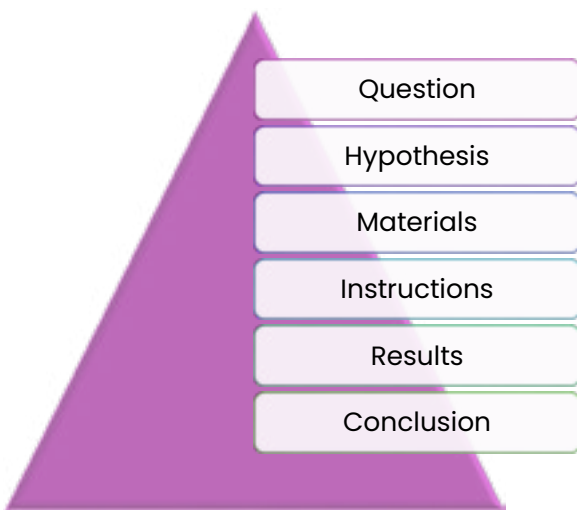 Question
Hypothesis
Materials
Instructions
Results
Conclusion